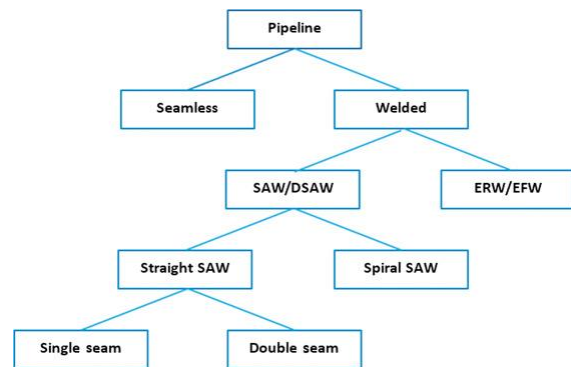 Pipeline
Seamless
Welded
SAW/DSAW
ERW/EFW
Straight SAW
Spiral SAW
Single seam
Double seam